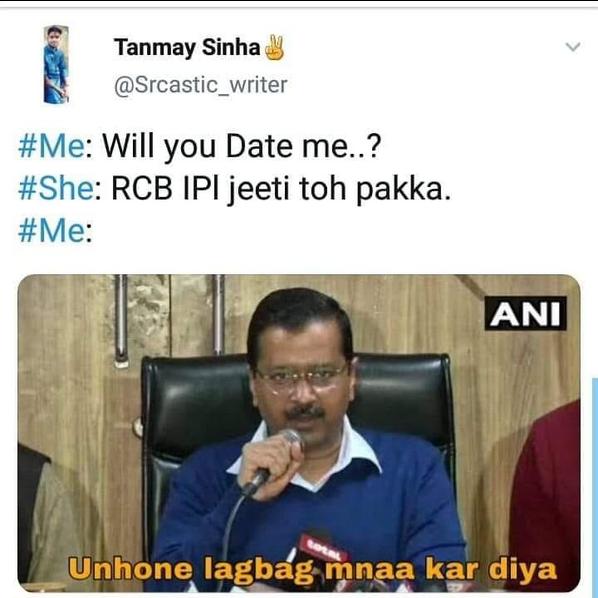 Tanmay Sinha✌
@Srcastic_writer
#Me: Will you Date me..?
#She: RCB IPl jeeti toh pakka.
#Me:
ANI
total
Unhone lagbag mnaa kar diya